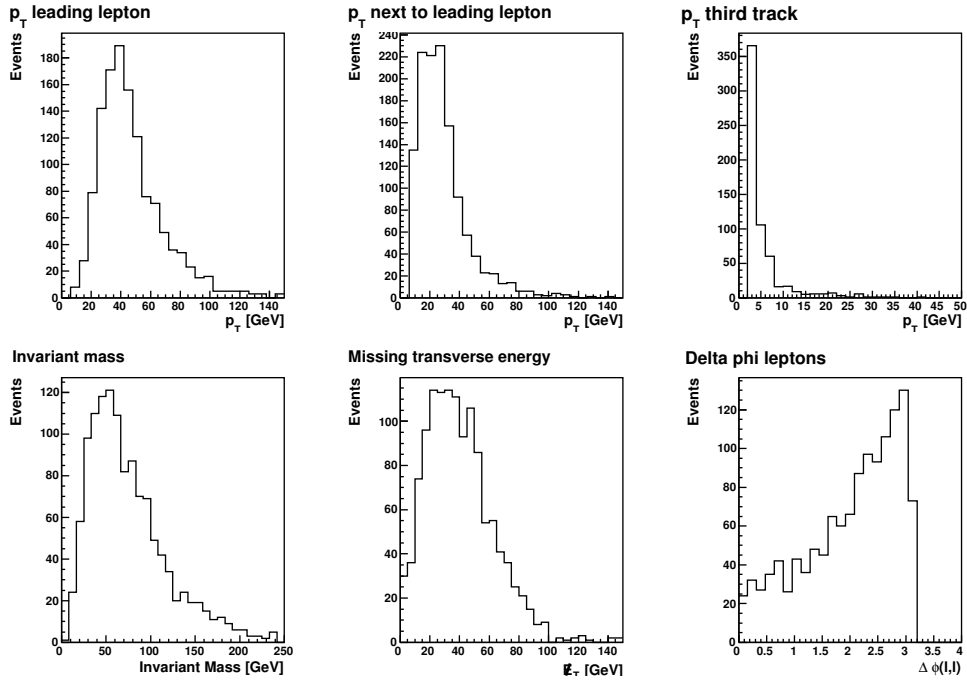 p_T leading lepton
Events
180
160
140
120
100
80
60
40
20
0
0 20 40 60 80 100 120 140
p_T [GeV]
p_T next to leading lepton
Events
240
220
200
180
160
140
120
100
80
60
40
20
0
0 20 40 60 80 100 120 140
p_T [GeV]
p_T third track
Events
350
300
250
200
150
100
50
0
0 5 10 15 20 25 30 35 40 45 50
p_T [GeV]
Invariant mass
Events
120
100
80
60
40
20
0
0 50 100 150 200 250
Invariant Mass [GeV]
Missing transverse energy
Events
100
80
60
40
20
0
0 20 40 60 80 100 120 140
E̸_T [GeV]
Delta phi leptons
Events
120
100
80
60
40
20
0
0 0.5 1 1.5 2 2.5 3 3.5 4
Δ ϕ(l,l)